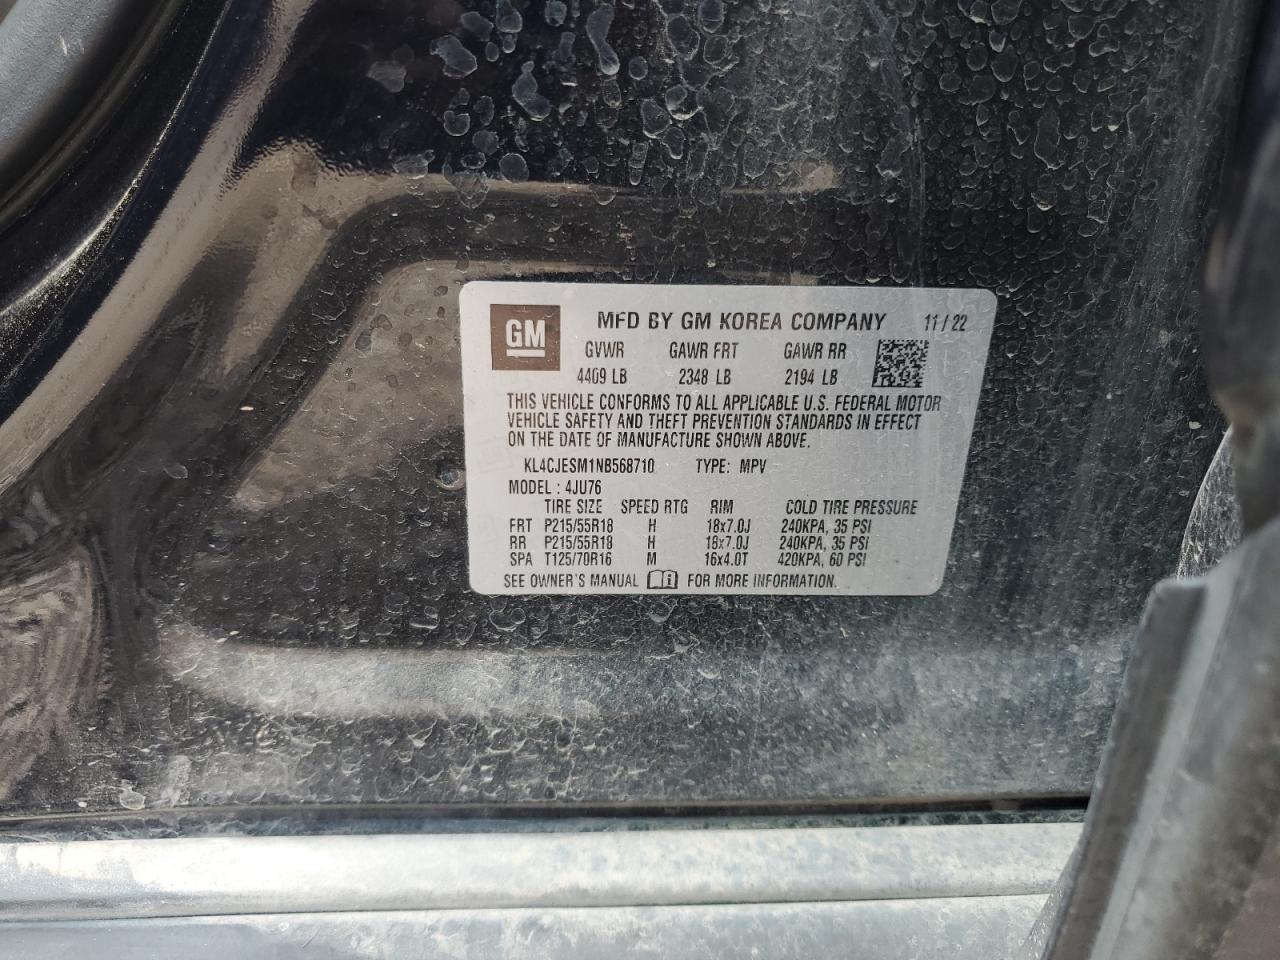 GM MFD BY GM KOREA COMPANY 11 / 22
GVWR GAWR FRT GAWR RR
4409 LB 2348 LB 2194 LB
THIS VEHICLE CONFORMS TO ALL APPLICABLE U.S. FEDERAL MOTOR
VEHICLE SAFETY AND THEFT PREVENTION STANDARDS IN EFFECT
ON THE DATE OF MANUFACTURE SHOWN ABOVE.
KL4CJESM1NB568710 TYPE: MPV
MODEL : 4JU76
TIRE SIZE SPEED RTG RIM COLD TIRE PRESSURE
FRT P215/55R18 H 18x7.0J 240KPA, 35 PSI
RR P215/55R18 H 18x7.0J 240KPA, 35 PSI
SPA T125/70R16 M 16x4.0T 420KPA, 60 PSI
SEE OWNER'S MANUAL i FOR MORE INFORMATION.